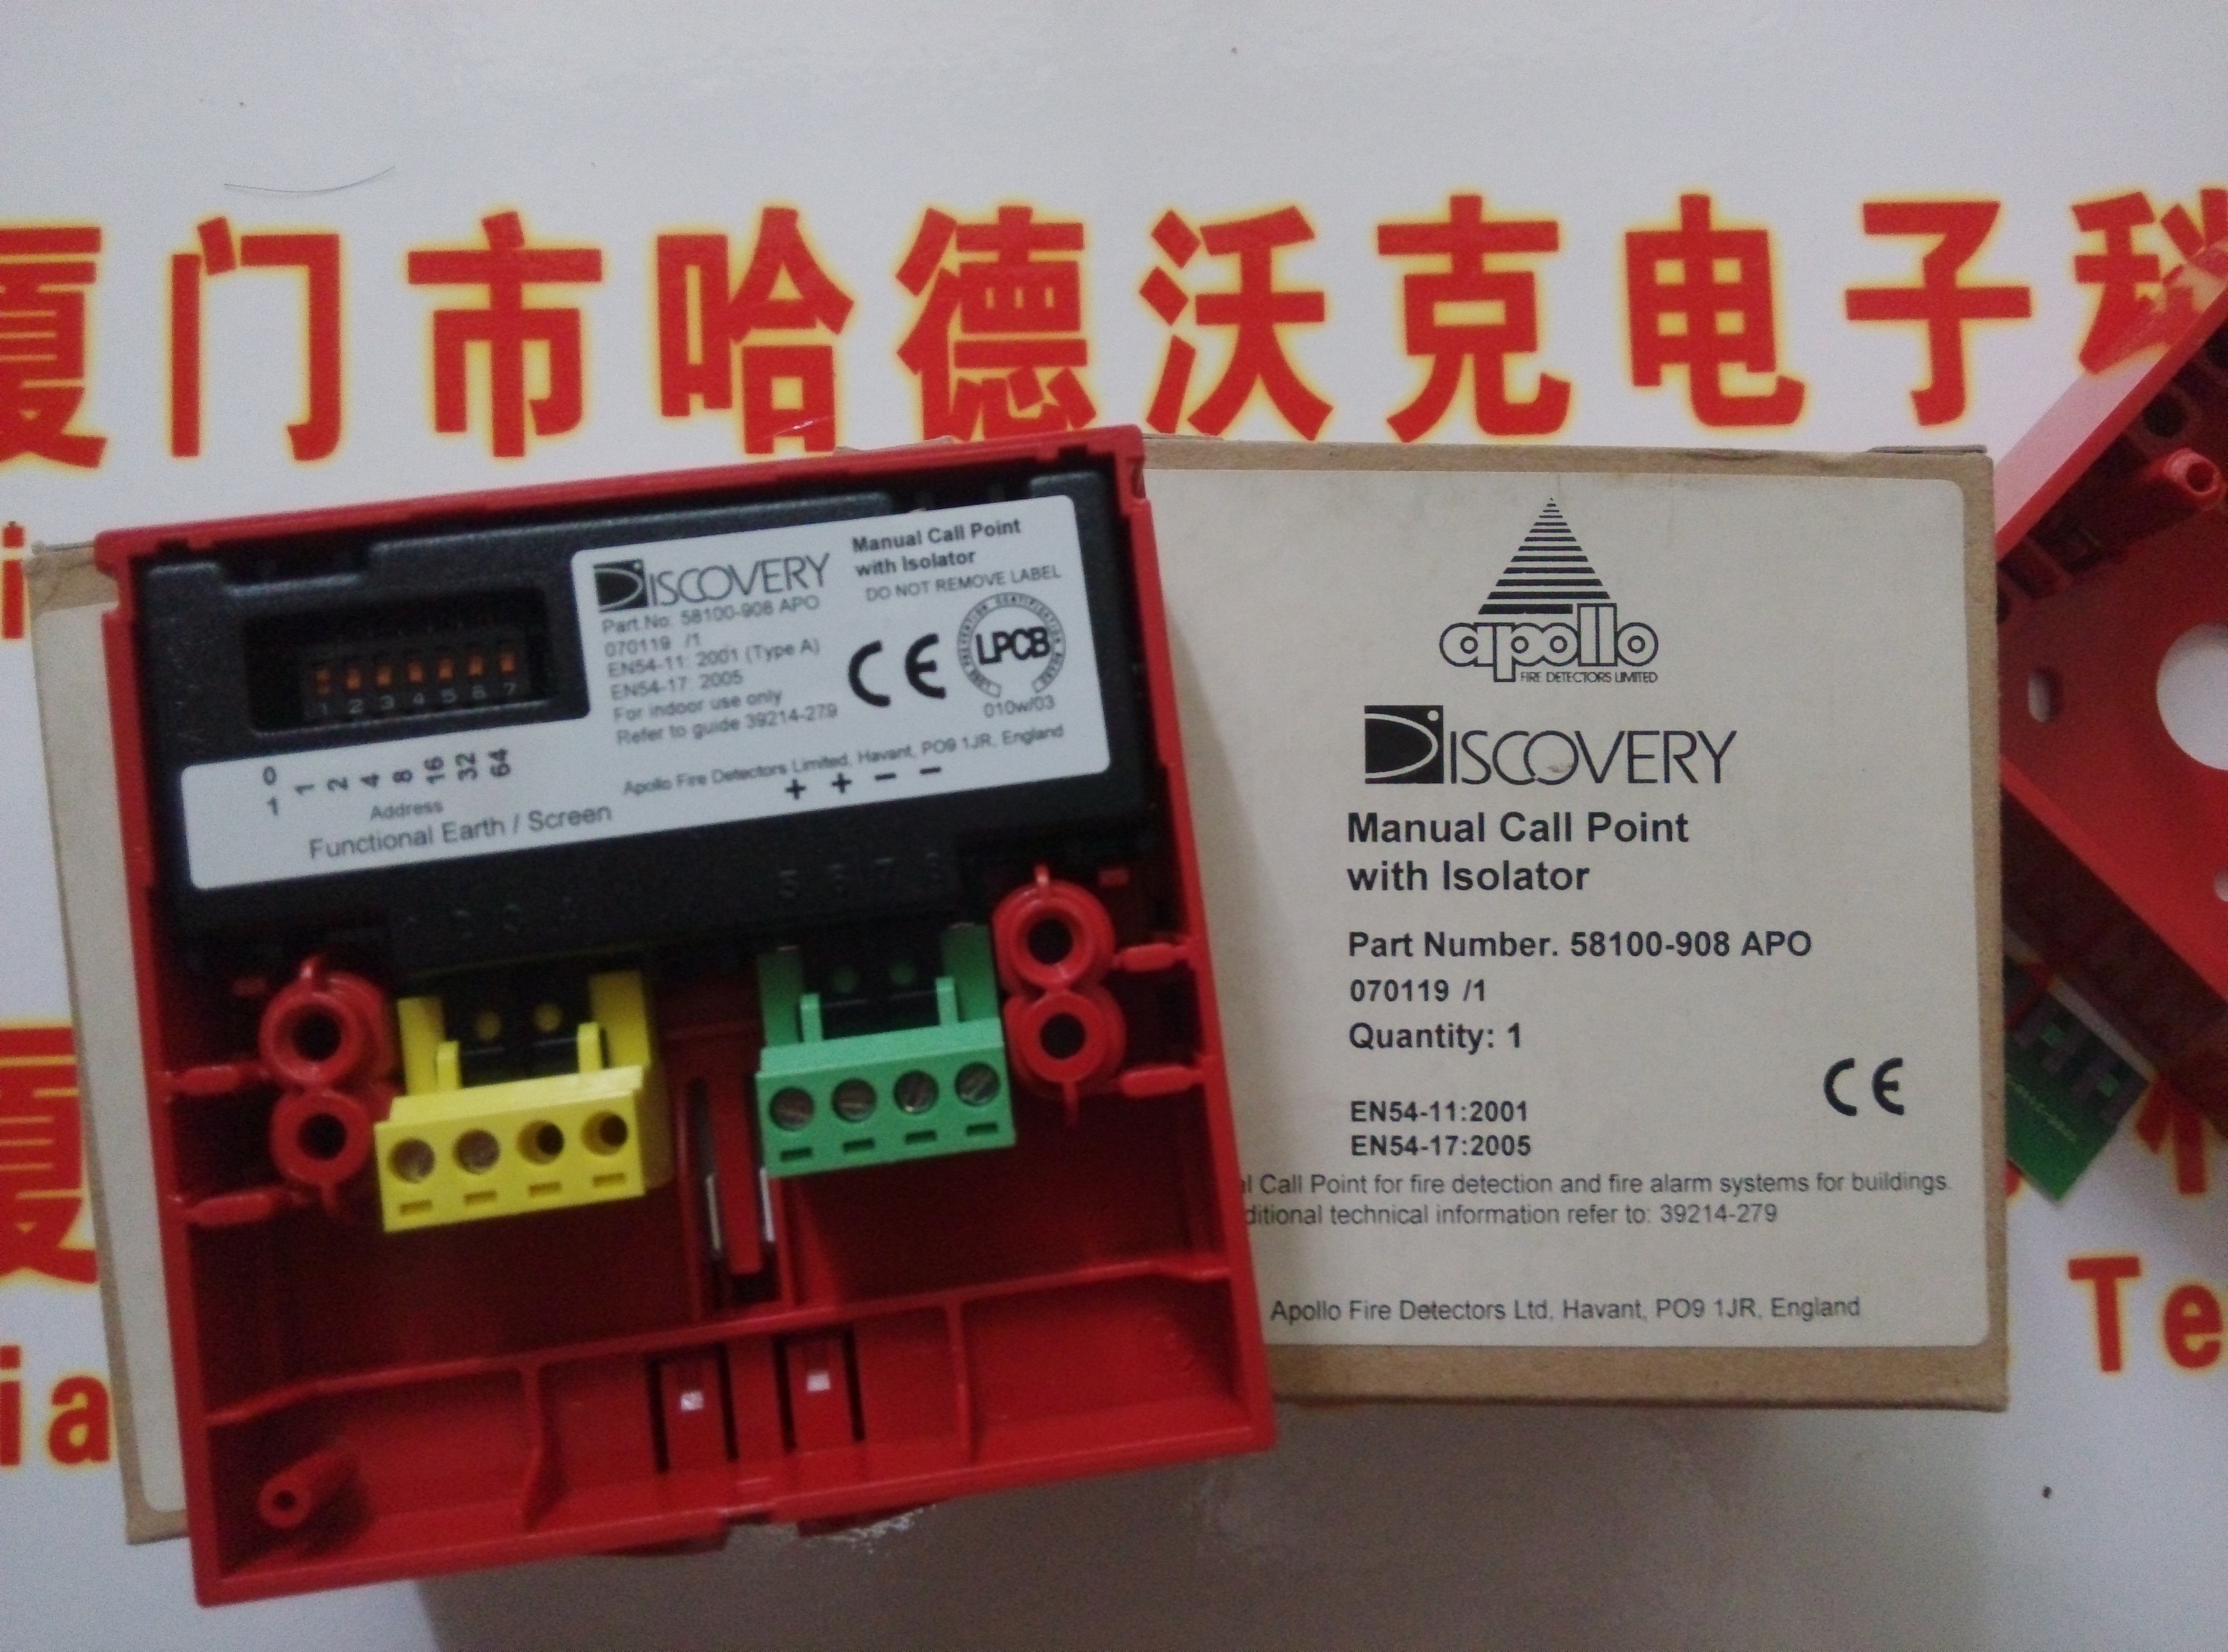 厦门市哈德沃克电子科
DISCOVERY
Manual Call Point
with Isolator
DO NOT REMOVE LABEL
Part No: 58100-908 APO
070119 /1
EN54-11: 2001 (Type A)
EN54-17: 2005
For indoor use only
Refer to guide 39214-279
CE
LPCB
010w/03
Apollo Fire Detectors Limited, Havant, PO9 1JR, England
1 2 3 4 5 6 7
0
1
1 2 4 8 16 32 64
Address
Functional Earth / Screen
+ + − −
5 6 7 8
apollo
FIRE DETECTORS LIMITED
DISCOVERY
Manual Call Point
with Isolator
Part Number. 58100-908 APO
070119 /1
Quantity: 1
CE
EN54-11:2001
EN54-17:2005
Call Point for fire detection and fire alarm systems for buildings.
technical information refer to: 39214-279
Apollo Fire Detectors Ltd, Havant, PO9 1JR, England
厦
ia
Te